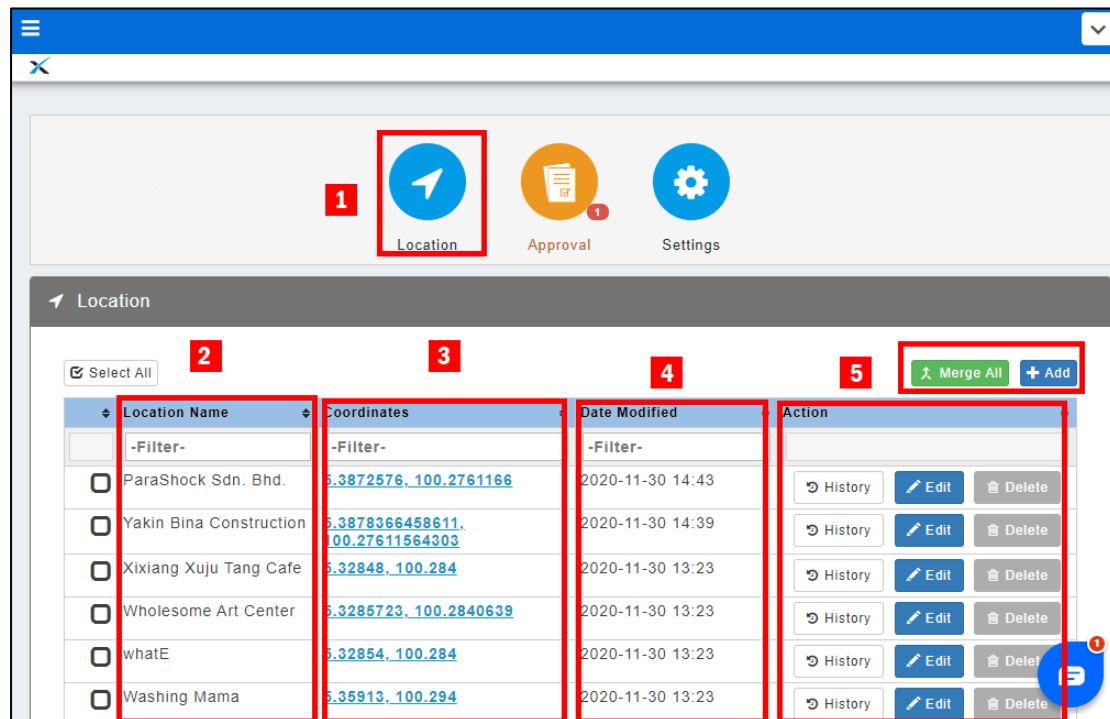 1
1
Location Approval Settings
Location
2 3 4 5
Select All Merge All Add
Location Name Coordinates Date Modified Action
-Filter- -Filter- -Filter-
ParaShock Sdn. Bhd. 5.3872576, 100.2761166 2020-11-30 14:43 History Edit Delete
Yakin Bina Construction 5.3878366458611, 2020-11-30 14:39 History Edit Delete
100.27611564303
Xixiang Xuju Tang Cafe 5.32848, 100.284 2020-11-30 13:23 History Edit Delete
Wholesome Art Center 5.3285723, 100.2840639 2020-11-30 13:23 History Edit Delete
whatE 5.32854, 100.284 2020-11-30 13:23 History Edit Delet
1
Washing Mama 5.35913, 100.294 2020-11-30 13:23 History Edit Delete